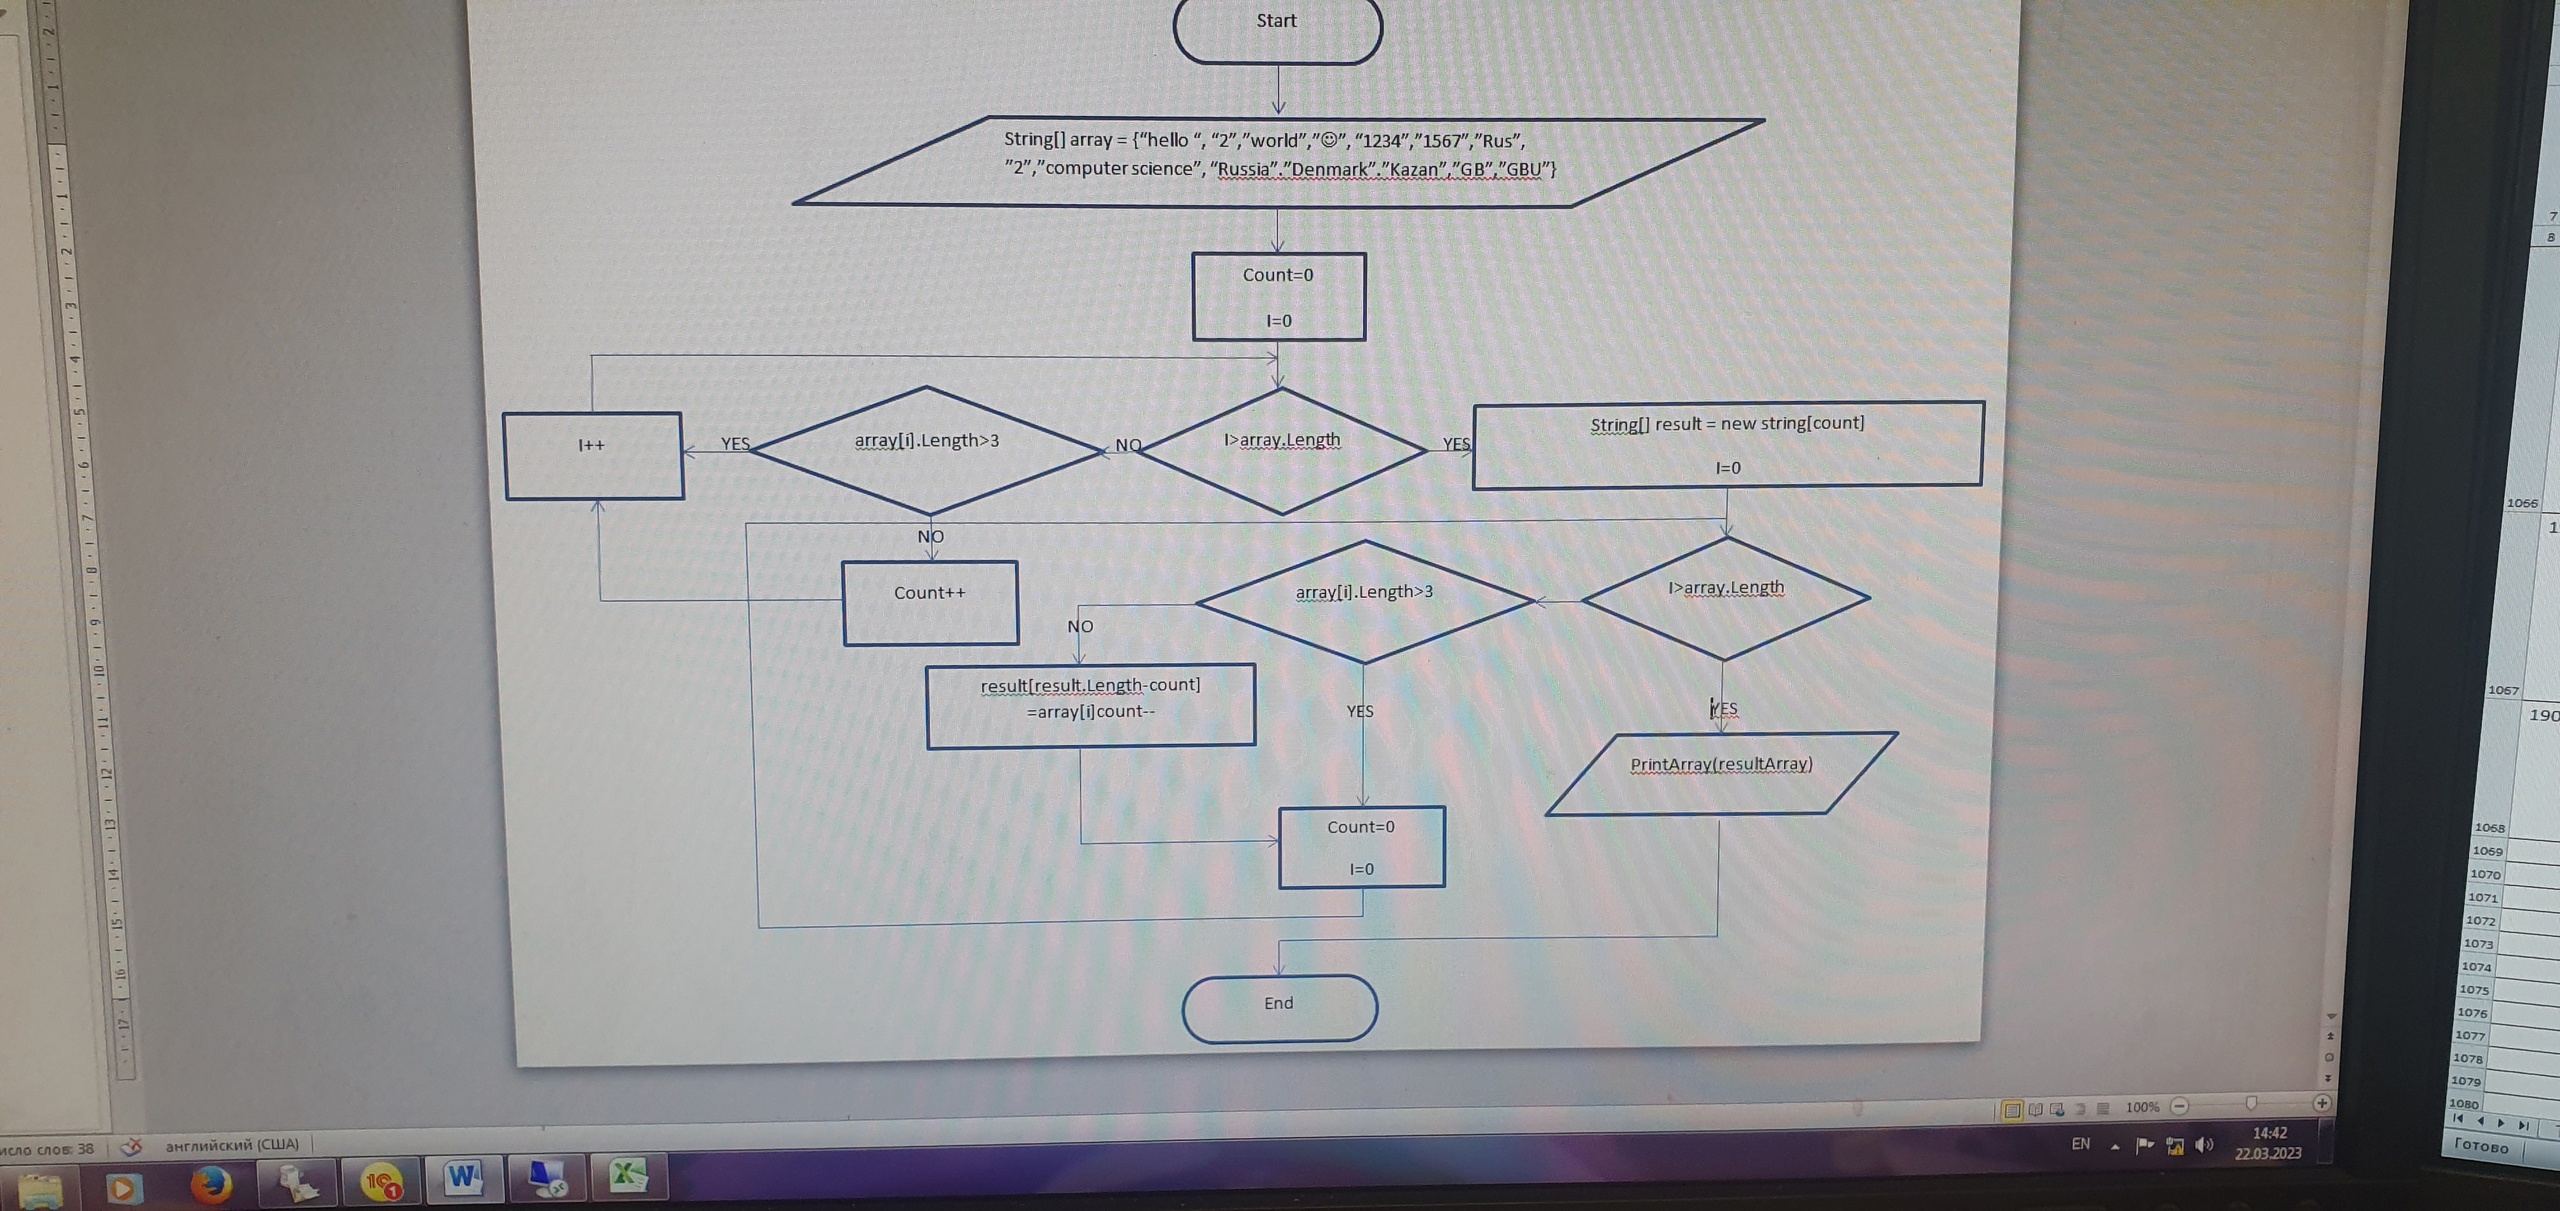 Start
String[] array = {“hello “, “2”,”world”,”☺”, “1234”,”1567”,”Rus”,
”2”,”computer science”, “Russia”.”Denmark”.”Kazan”,”GB”,”GBU”}
Count=0
I=0
I++
YES
array[i].Length>3
NO
I>array.Length
YES
String[] result = new string[count]
I=0
NO
Count++
array[i].Length>3
I>array.Length
NO
result[result.Length-count]
=array[i]count--
YES
YES
PrintArray(resultArray)
Count=0
I=0
End
7
8
1066
1
1067
190
1068
1069
1070
1071
1072
1073
1074
1075
1076
1077
1078
1079
1080
Готово
100%
исло слов: 38
английский (США)
EN
14:42
22.03.2023